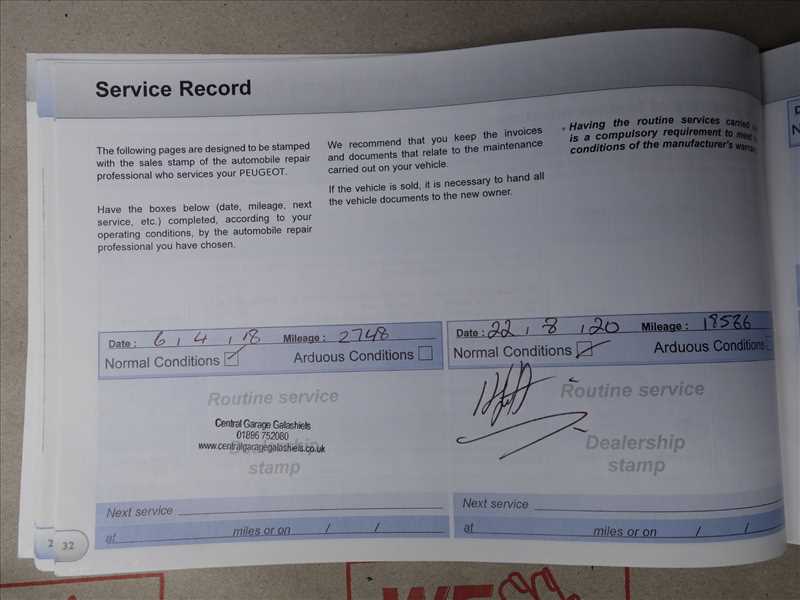 Service Record
The following pages are designed to be stamped
with the sales stamp of the automobile repair
professional who services your PEUGEOT.
Have the boxes below (date, mileage, next
service, etc.) completed, according to your
operating conditions, by the automobile repair
professional you have chosen.
We recommend that you keep the invoices
and documents that relate to the maintenance
carried out on your vehicle.
If the vehicle is sold, it is necessary to hand all
the vehicle documents to the new owner.
Having the routine services carried
is a compulsory requirement to meet
conditions of the manufacturer's
Date : 6 , 4 , 18 Mileage : 2748
Normal Conditions Arduous Conditions
Routine service
Central Garage Galashiels
01896 752080
www.centralgaragegalashiels.co.uk
Dealership
stamp
Next service
at miles or on / /
Date : 22 , 8 , 20 Mileage : 18586
Normal Conditions Arduous Conditions
Routine service
Dealership
stamp
Next service
at miles or on / /
2 32